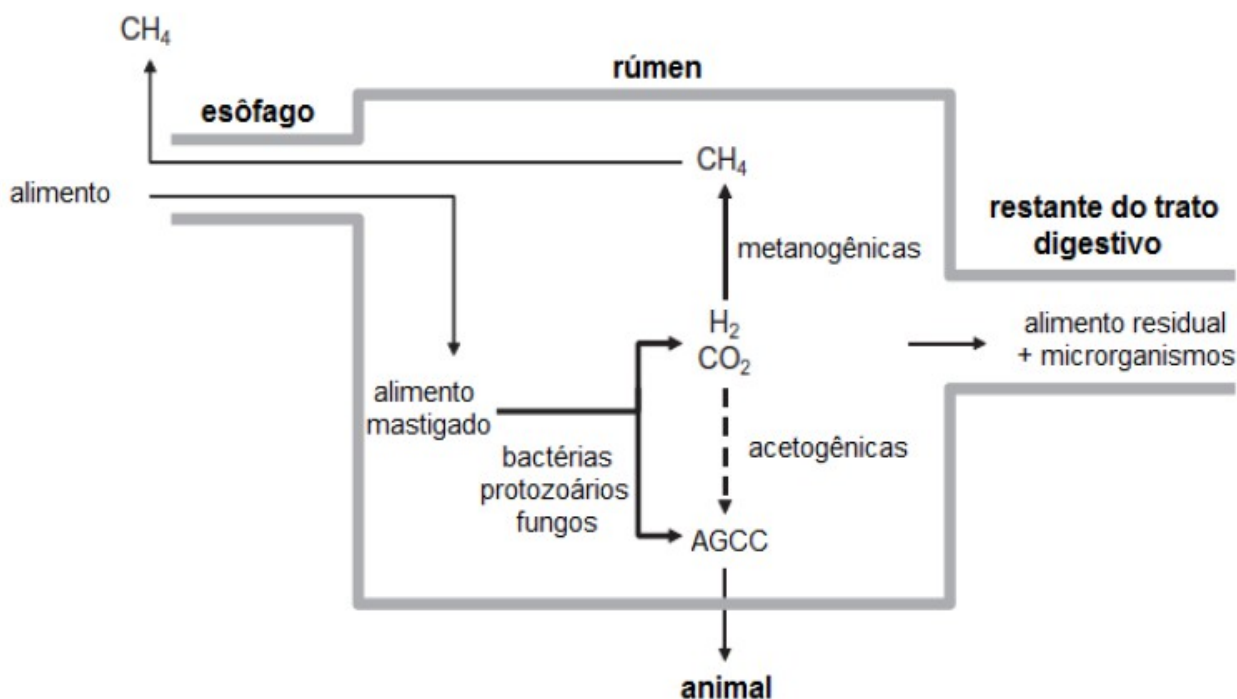 CH₄
rúmen
esôfago
CH₄
alimento
restante do trato
digestivo
metanogênicas
H₂
CO₂
alimento residual
+ microrganismos
alimento
mastigado
acetogênicas
bactérias
protozoários
fungos
AGCC
animal